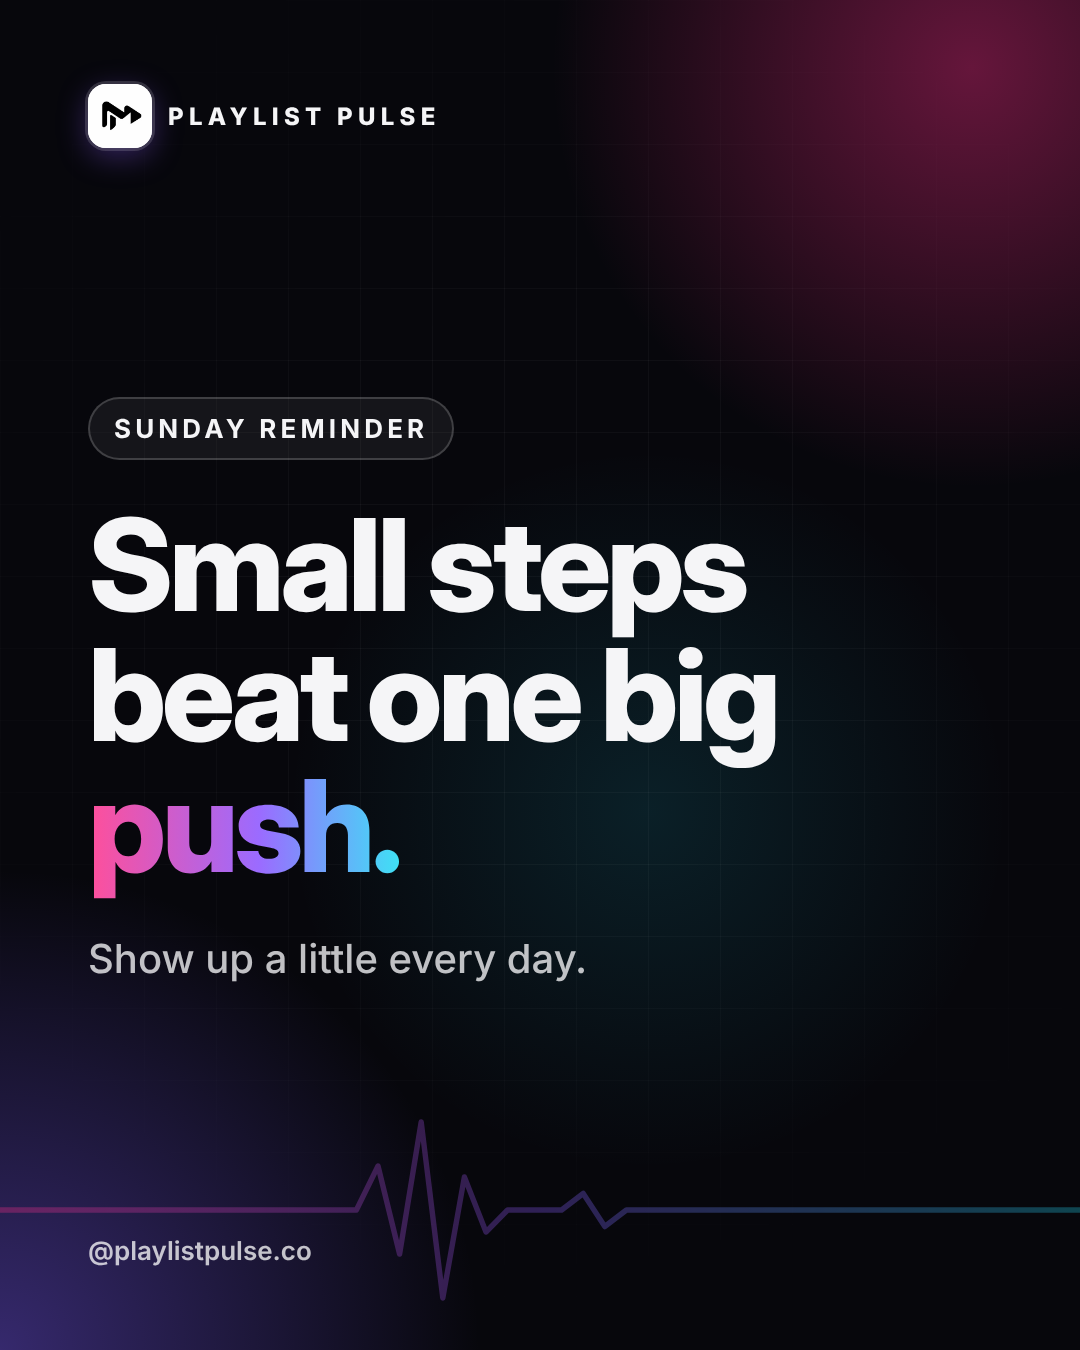 PLAYLIST PULSE
SUNDAY REMINDER
Small steps
beat one big
push.
Show up a little every day.
@playlistpulse.co